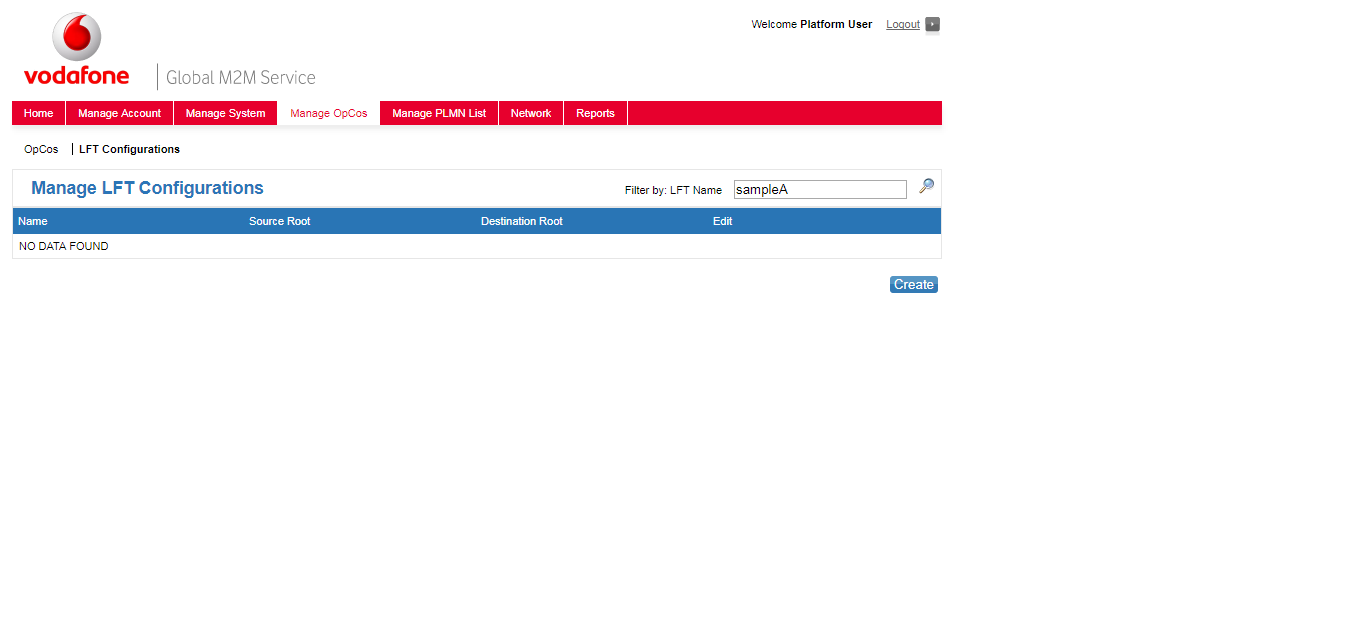 Welcome Platform User Logout
vodafone
Global M2M Service
Home Manage Account Manage System Manage OpCos Manage PLMN List Network Reports
OpCos LFT Configurations
Manage LFT Configurations Filter by: LFT Name sampleA
Name Source Root Destination Root Edit
NO DATA FOUND
Create